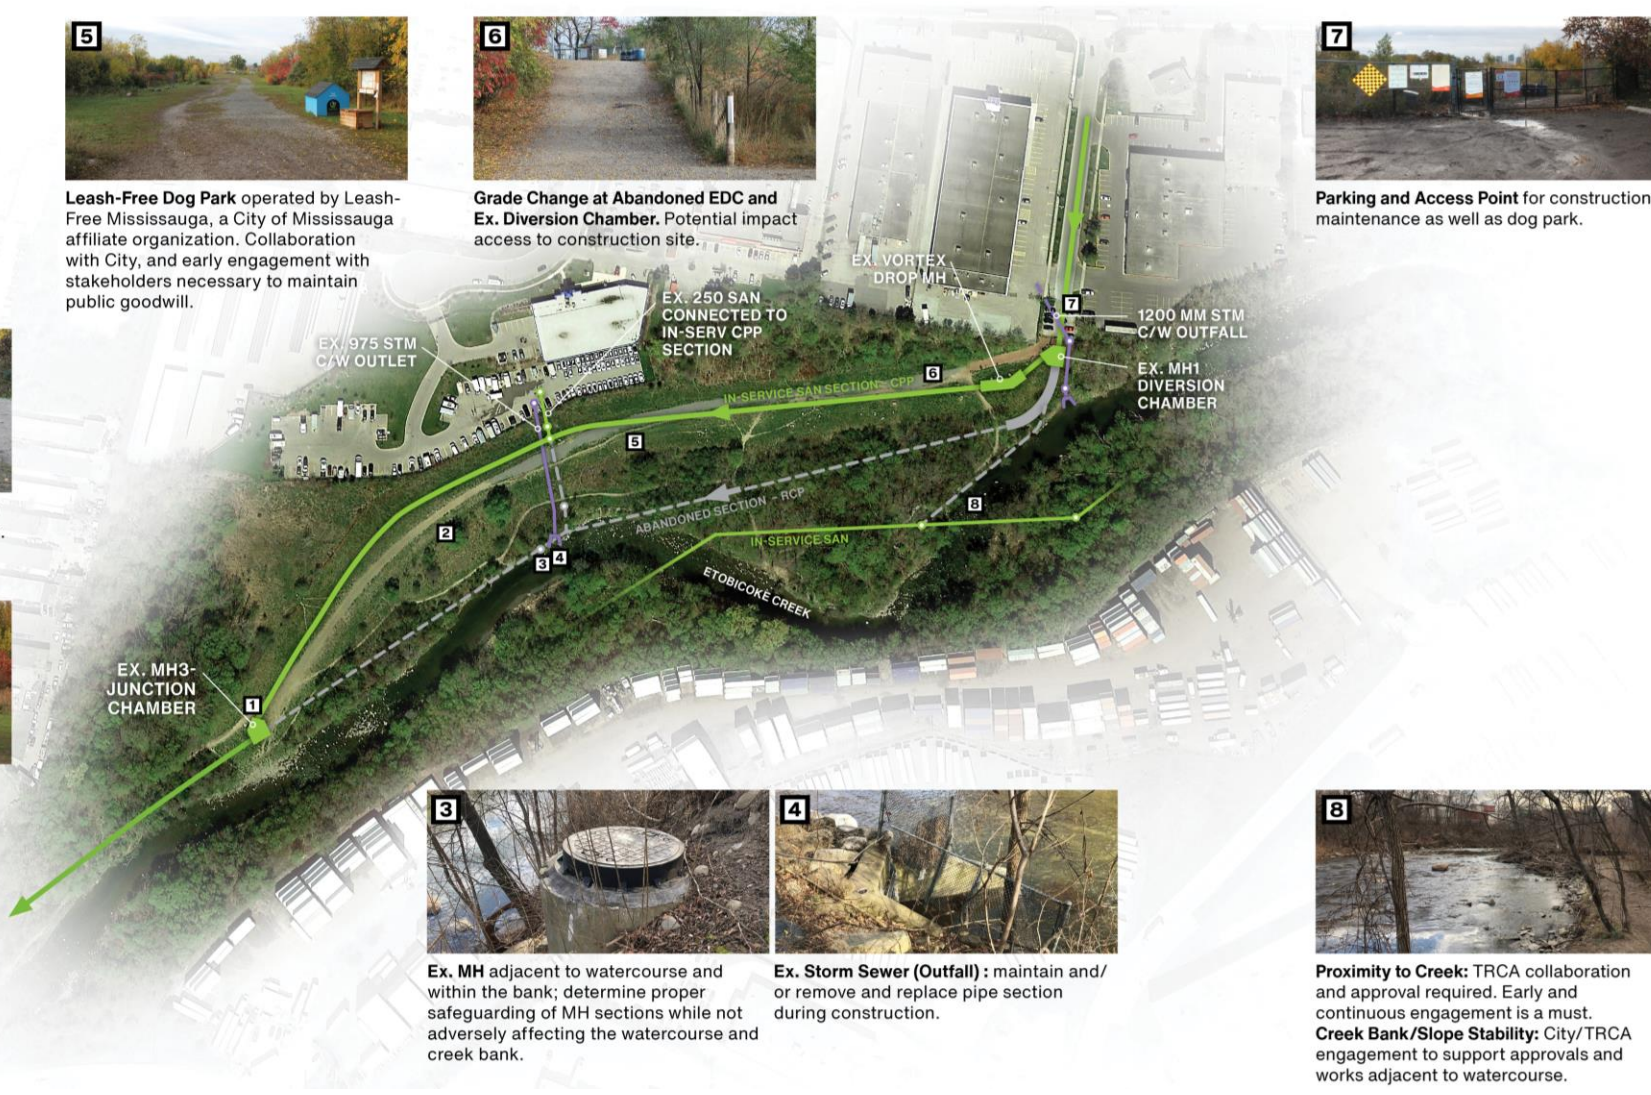 5
Leash-Free Dog Park operated by Leash-
Free Mississauga, a City of Mississauga
affiliate organization. Collaboration
with City, and early engagement with
stakeholders necessary to maintain
public goodwill.
6
Grade Change at Abandoned EDC and
Ex. Diversion Chamber. Potential impact
access to construction site.
7
Parking and Access Point for construction
maintenance as well as dog park.
EX. VORTEX
DROP MH
EX. 250 SAN
CONNECTED TO
IN-SERV CPP
SECTION
EX. 975 STM
C/W OUTLET
7
1200 MM STM
C/W OUTFALL
EX. MH1
DIVERSION
CHAMBER
6
IN-SERVICE SAN SECTION - CPP
5
ABANDONED SECTION - RCP
8
2
IN-SERVICE SAN
3
4
ETOBICOKE CREEK
EX. MH3-
JUNCTION
CHAMBER
1
3
Ex. MH adjacent to watercourse and
within the bank; determine proper
safeguarding of MH sections while not
adversely affecting the watercourse and
creek bank.
4
Ex. Storm Sewer (Outfall) : maintain and/
or remove and replace pipe section
during construction.
8
Proximity to Creek: TRCA collaboration
and approval required. Early and
continuous engagement is a must.
Creek Bank/Slope Stability: City/TRCA
engagement to support approvals and
works adjacent to watercourse.